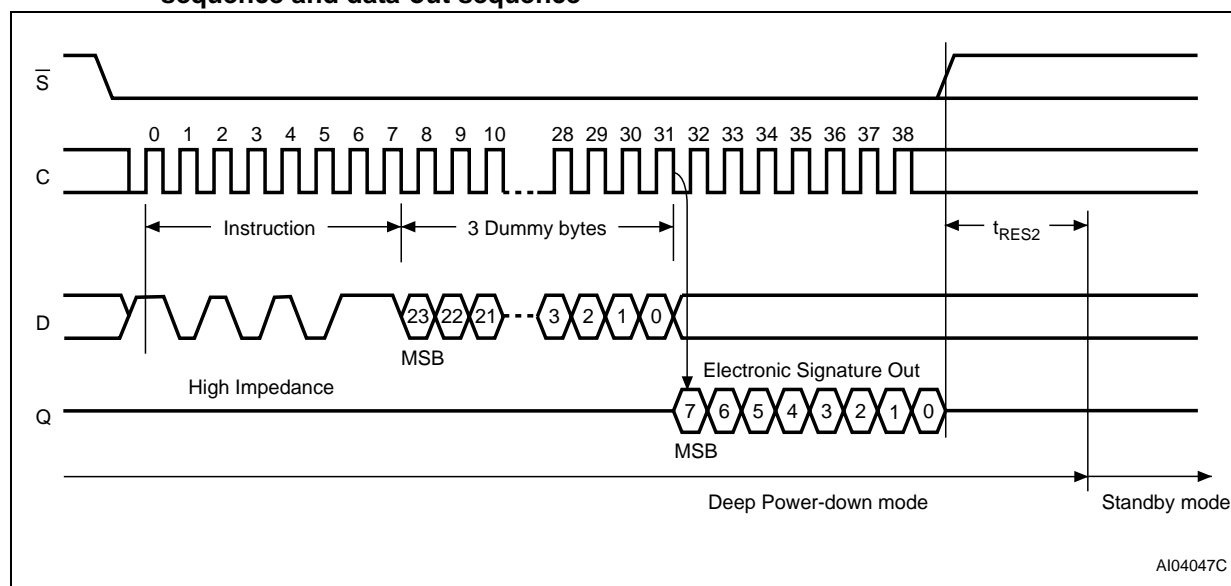 sequence and data-out sequence
S
0 1 2 3 4 5 6 7 8 9 10 28 29 30 31 32 33 34 35 36 37 38
C
Instruction 3 Dummy bytes tRES2
D 23 22 21 3 2 1 0
MSB
High Impedance Electronic Signature Out
Q 7 6 5 4 3 2 1 0
MSB
Deep Power-down mode Standby mode
AI04047C